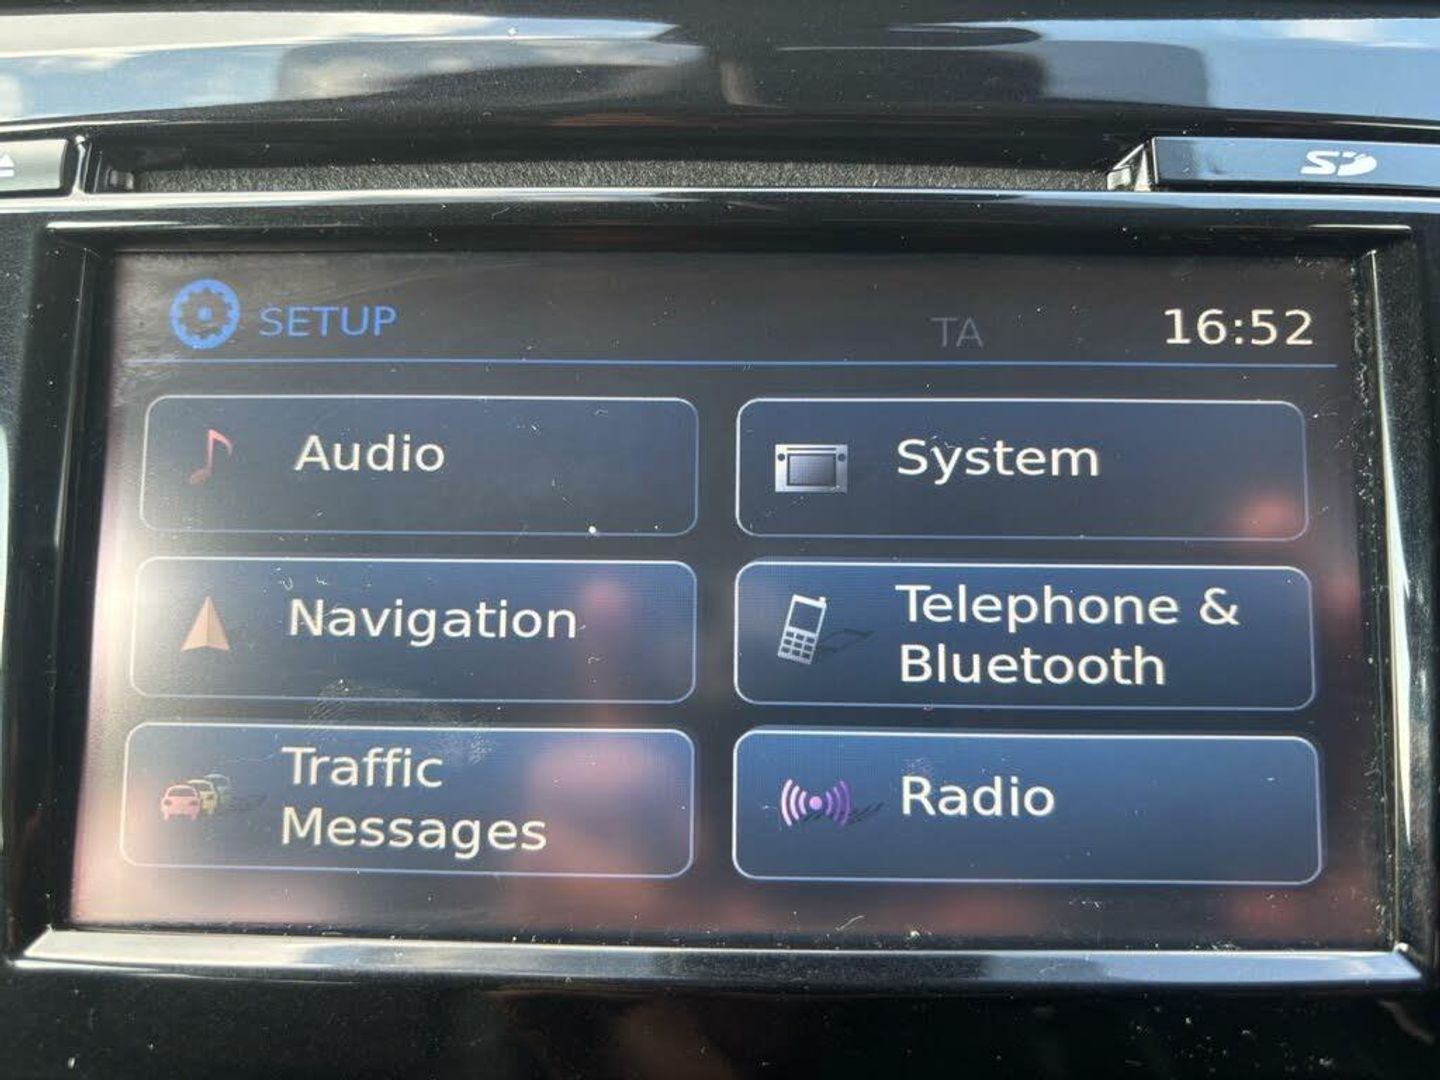 SD
SETUP
TA
16:52
Audio
System
Navigation
Telephone &
Bluetooth
Traffic
Messages
Radio